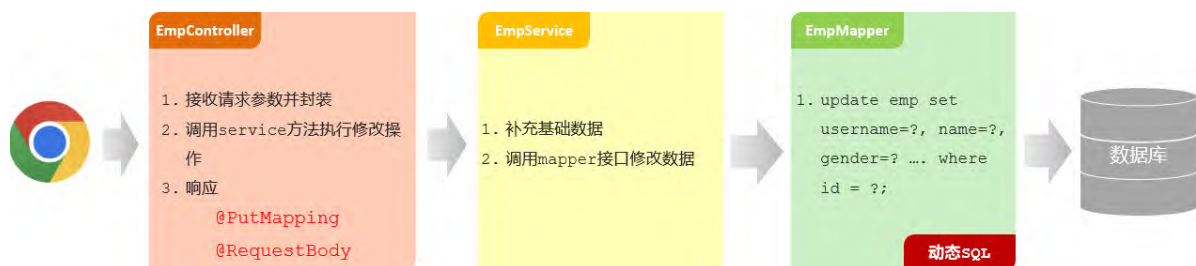 EmpController
1. 接收请求参数并封装
2. 调用service方法执行修改操
作
3. 响应
@PutMapping
@RequestBody
EmpService
1. 补充基础数据
2. 调用mapper接口修改数据
EmpMapper
1. update emp set
username=?, name=?,
gender=? …. where
id = ?;
动态SQL
数据库